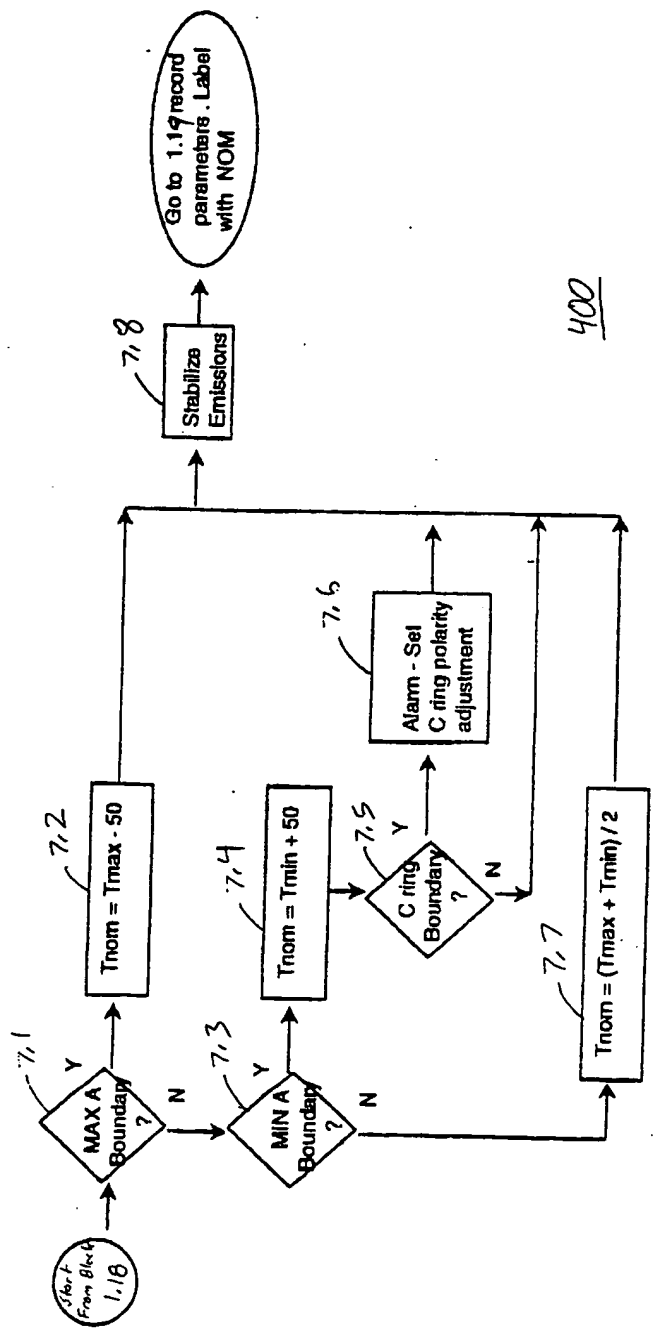 Start
From Block
1.18
7.1
MAX A
Boundary
?
Y
N
7.2
Tnom = Tmax - 50
7.3
MIN A
Boundary
?
Y
N
7.4
Tnom = Tmin + 50
7.5
C ring
Boundary
?
Y
N
7.6
Alarm - Set
C ring polarity
adjustment
7.7
Tnom = (Tmax + Tmin) / 2
7.8
Stabilize
Emissions
Go to 1.19 record
parameters. Label
with NOM
400